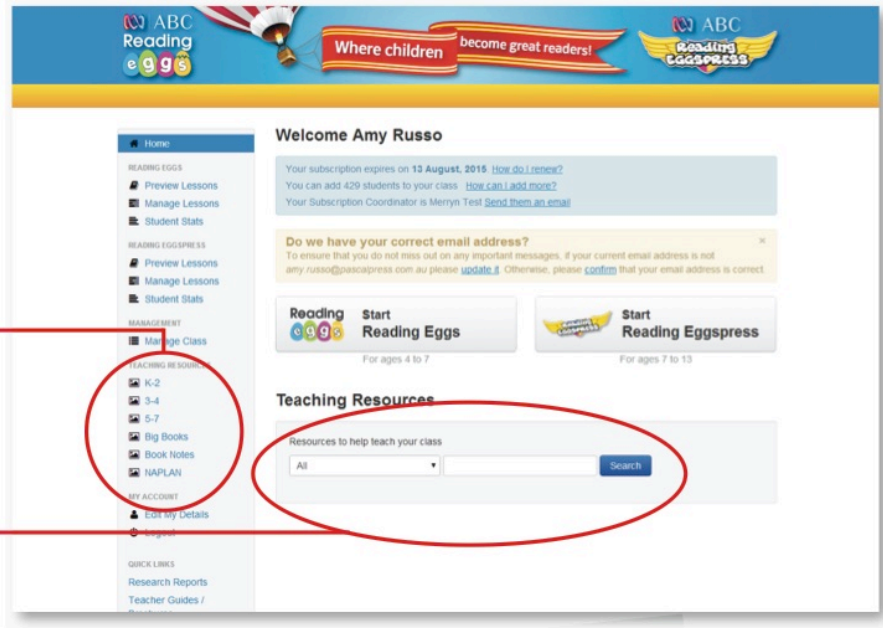 ABC
Reading
eggs
Where children become great readers!
ABC
Reading
EGGSPRESS
Home
READING EGGS
Preview Lessons
Manage Lessons
Student Stats
READING EGGSPRESS
Preview Lessons
Manage Lessons
Student Stats
MANAGEMENT
Manage Class
TEACHING RESOURCES
K-2
3-4
5-7
Big Books
Book Notes
NAPLAN
MY ACCOUNT
Edit My Details
Logout
QUICK LINKS
Research Reports
Teacher Guides /
Welcome Amy Russo
Your subscription expires on 13 August, 2015. How do I renew?
You can add 429 students to your class How can I add more?
Your Subscription Coordinator is Merryn Test Send them an email
Do we have your correct email address? ×
To ensure that you do not miss out on any important messages, if your current email address is not
amy.russo@pascalpress.com.au please update it. Otherwise, please confirm that your email address is correct.
Reading
eggs
Start
Reading Eggs
For ages 4 to 7
Reading
EGGSPRESS
Start
Reading Eggspress
For ages 7 to 13
Teaching Resources
Resources to help teach your class
All
Search